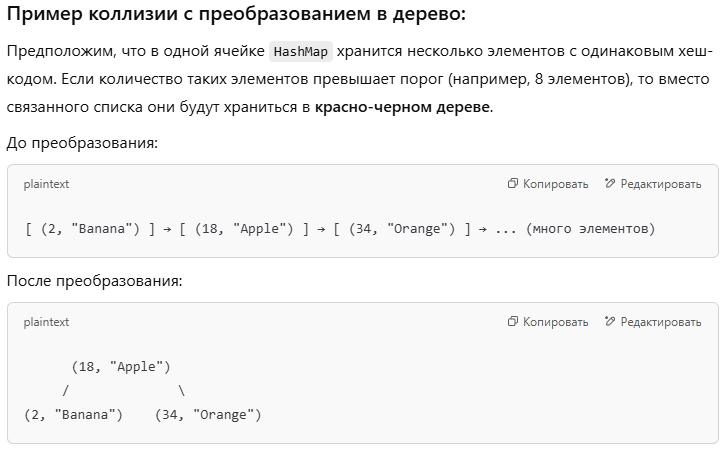 Пример коллизии с преобразованием в дерево:
Предположим, что в одной ячейке HashMap хранится несколько элементов с одинаковым хеш-
кодом. Если количество таких элементов превышает порог (например, 8 элементов), то вместо
связанного списка они будут храниться в красно-черном дереве.
До преобразования:
plaintext Копировать Редактировать
[ (2, "Banana") ] → [ (18, "Apple") ] → [ (34, "Orange") ] → ... (много элементов)
После преобразования:
plaintext Копировать Редактировать
(18, "Apple")
/ \
(2, "Banana") (34, "Orange")